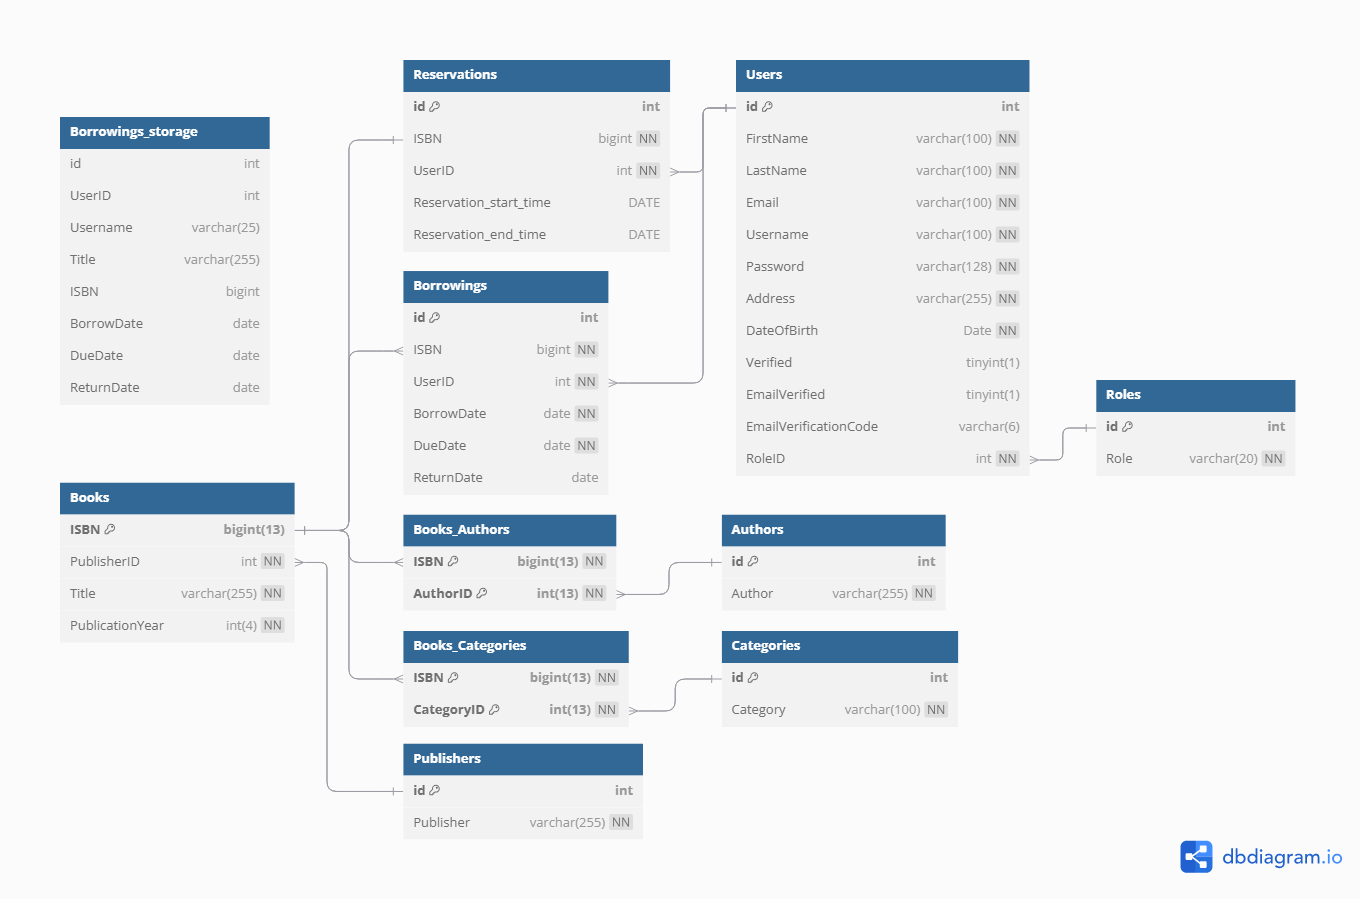 Borrowings_storage
id int
UserID int
Username varchar(25)
Title varchar(255)
ISBN bigint
BorrowDate date
DueDate date
ReturnDate date
Books
ISBN bigint(13)
PublisherID int NN
Title varchar(255) NN
PublicationYear int(4) NN
Reservations
id int
ISBN bigint NN
UserID int NN
Reservation_start_time DATE
Reservation_end_time DATE
Borrowings
id int
ISBN bigint NN
UserID int NN
BorrowDate date NN
DueDate date NN
ReturnDate date
Books_Authors
ISBN bigint(13) NN
AuthorID int(13) NN
Books_Categories
ISBN bigint(13) NN
CategoryID int(13) NN
Publishers
id int
Publisher varchar(255) NN
Users
id int
FirstName varchar(100) NN
LastName varchar(100) NN
Email varchar(100) NN
Username varchar(100) NN
Password varchar(128) NN
Address varchar(255) NN
DateOfBirth Date NN
Verified tinyint(1)
EmailVerified tinyint(1)
EmailVerificationCode varchar(6)
RoleID int NN
Authors
id int
Author varchar(255) NN
Categories
id int
Category varchar(100) NN
Roles
id int
Role varchar(20) NN
dbdiagram.io